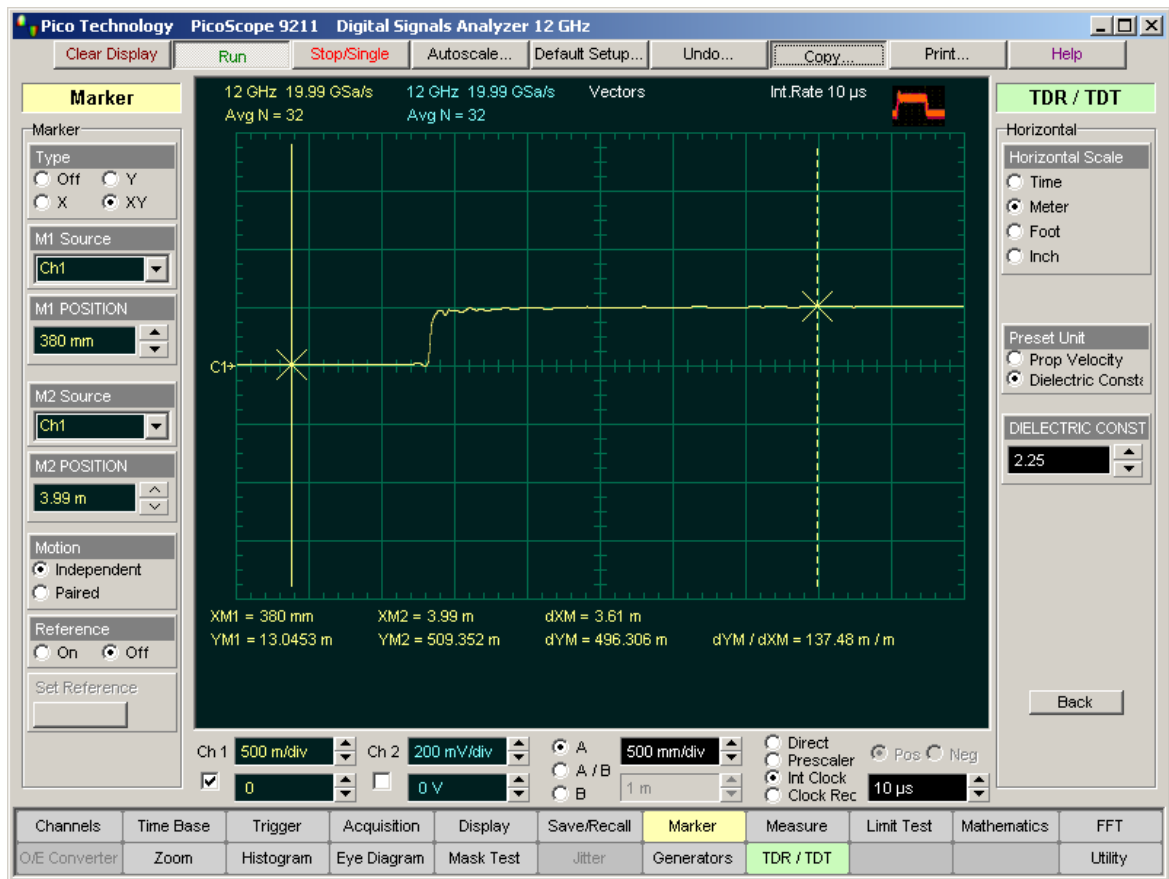 Pico Technology PicoScope 9211 Digital Signals Analyzer 12 GHz
Clear Display Run Stop/Single Autoscale... Default Setup... Undo... Copy... Print... Help
Marker
Marker
Type
Off Y
X XY
M1 Source
Ch1
M1 POSITION
380 mm
M2 Source
Ch1
M2 POSITION
3.99 m
Motion
Independent
Paired
Reference
On Off
Set Reference
12 GHz 19.99 GSa/s 12 GHz 19.99 GSa/s Vectors Int.Rate 10 µs
Avg N = 32 Avg N = 32
C1
XM1 = 380 mm XM2 = 3.99 m dXM = 3.61 m
YM1 = 13.0453 m YM2 = 509.352 m dYM = 496.306 m dYM / dXM = 137.48 m / m
TDR / TDT
Horizontal
Horizontal Scale
Time
Meter
Foot
Inch
Preset Unit
Prop Velocity
Dielectric Consta
DIELECTRIC CONST
2.25
Back
Ch 1 500 m/div Ch 2 200 mV/div A 500 mm/div Direct Pos Neg
0 0 V A / B 1 m Prescaler
B Int Clock 10 µs
Clock Rec
Channels Time Base Trigger Acquisition Display Save/Recall Marker Measure Limit Test Mathematics FFT
O/E Converter Zoom Histogram Eye Diagram Mask Test Jitter Generators TDR / TDT Utility